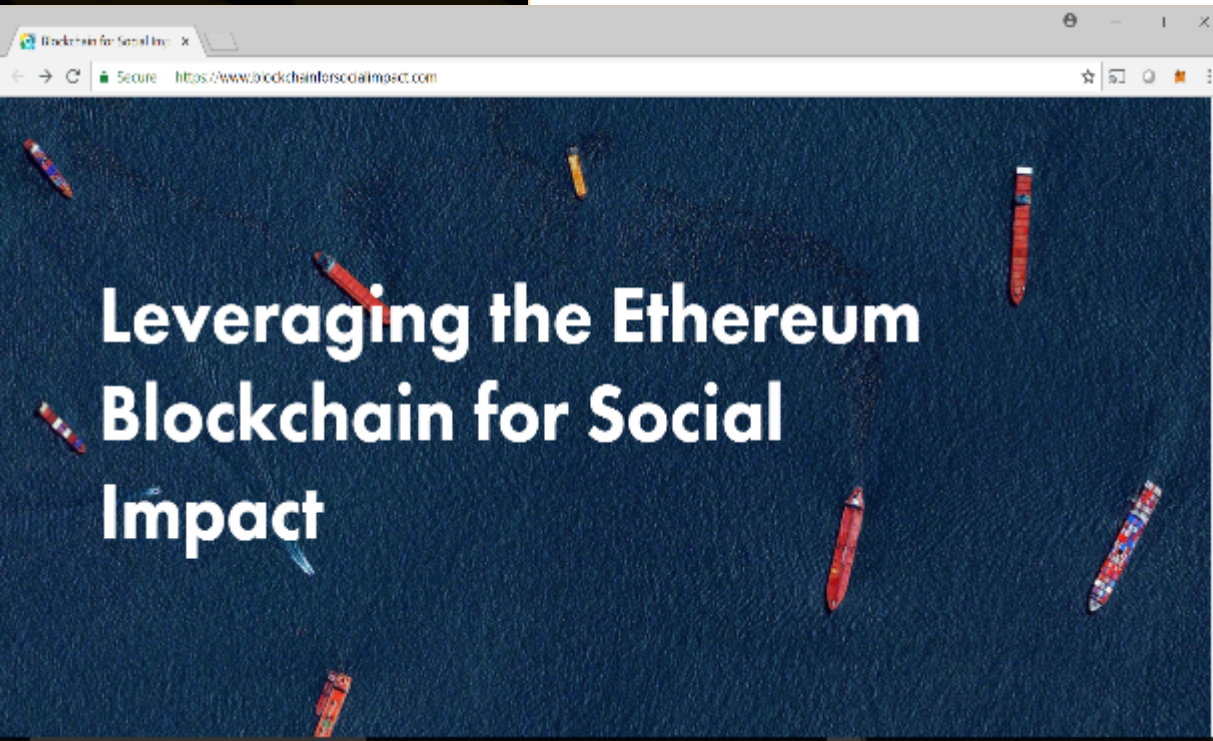 Blockchain for Social Imp
Secure https://www.blockchainforsocialimpact.com
Leveraging the Ethereum
Blockchain for Social
Impact